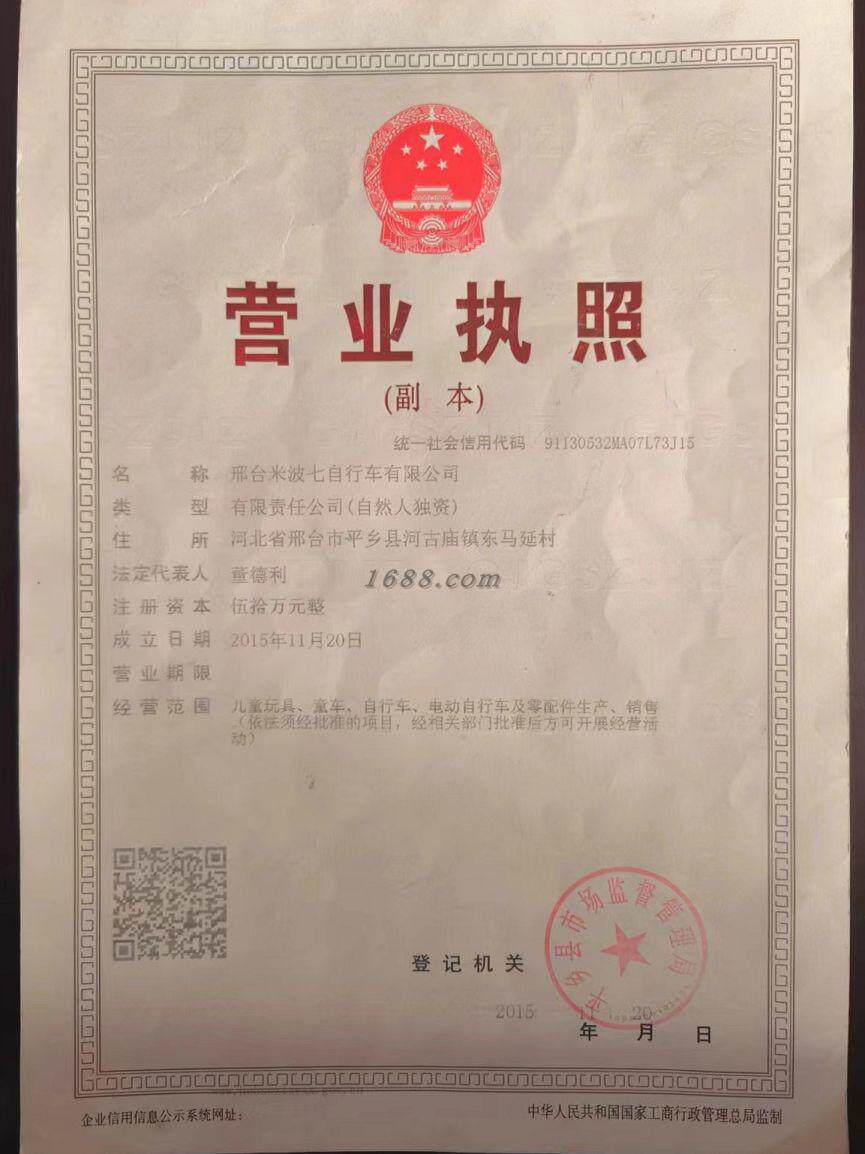 营业执照
(副 本)
统一社会信用代码 91130532MA07L73J15
名 称 邢台米波七自行车有限公司
类 型 有限责任公司(自然人独资)
住 所 河北省邢台市平乡县河古庙镇东马延村
法定代表人 董德利
1688.com
注 册 资 本 伍拾万元整
成 立 日 期 2015年11月20日
营 业 期 限
经 营 范 围 儿童玩具、童车、自行车、电动自行车及零配件生产、销售
(依法须经批准的项目，经相关部门批准后方可开展经营活
动)
平乡县市场监督管理局
登 记 机 关
2015 11 20
年 月 日
企业信用信息公示系统网址：
中华人民共和国国家工商行政管理总局监制